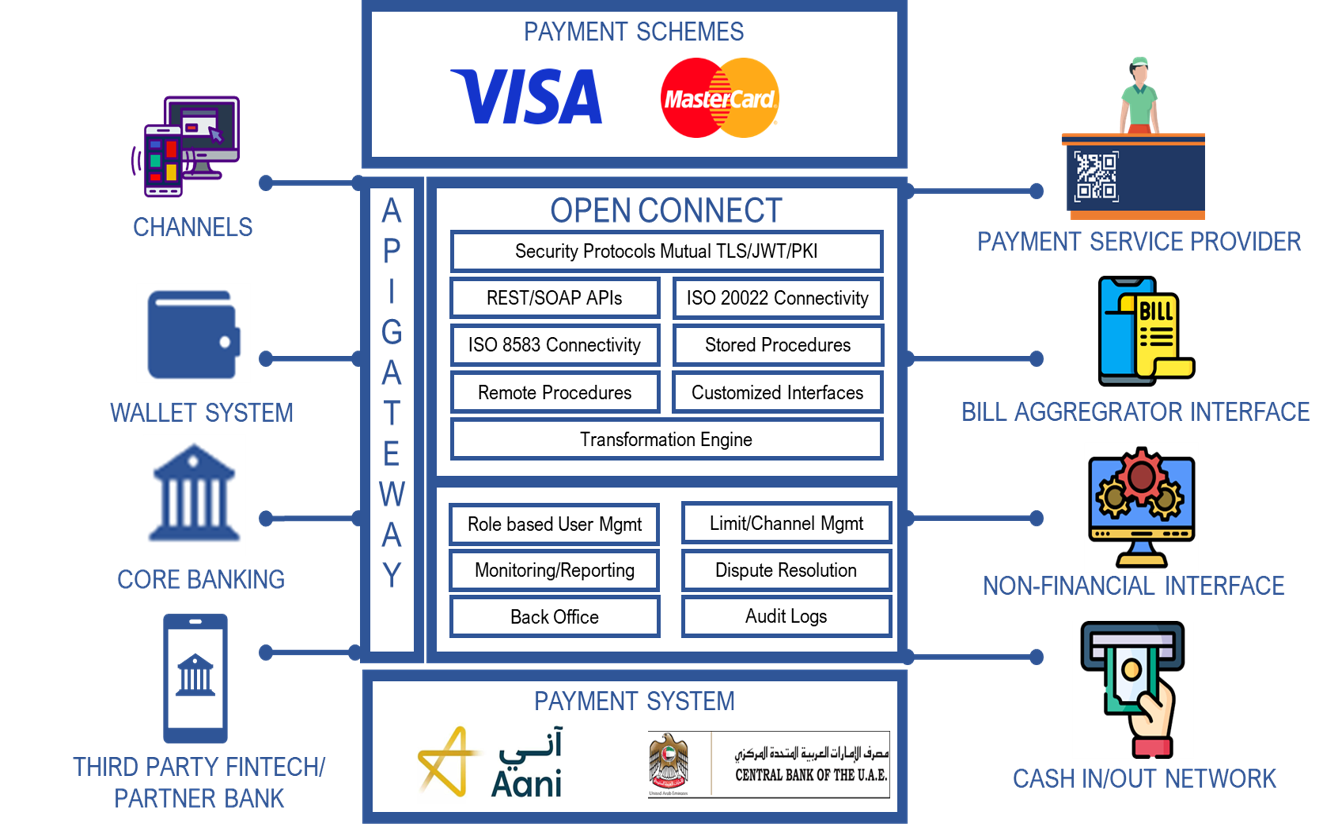 PAYMENT SCHEMES
VISA
MasterCard
CHANNELS
WALLET SYSTEM
CORE BANKING
THIRD PARTY FINTECH/
PARTNER BANK
API GATEWAY
OPEN CONNECT
Security Protocols Mutual TLS/JWT/PKI
REST/SOAP APIs
ISO 20022 Connectivity
ISO 8583 Connectivity
Stored Procedures
Remote Procedures
Customized Interfaces
Transformation Engine
Role based User Mgmt
Limit/Channel Mgmt
Monitoring/Reporting
Dispute Resolution
Back Office
Audit Logs
PAYMENT SERVICE PROVIDER
BILL
BILL AGGREGRATOR INTERFACE
NON-FINANCIAL INTERFACE
CASH IN/OUT NETWORK
PAYMENT SYSTEM
آني
Aani
مصرف الإمارات العربية المتحدة المركزي
CENTRAL BANK OF THE U.A.E.
United Arab Emirates